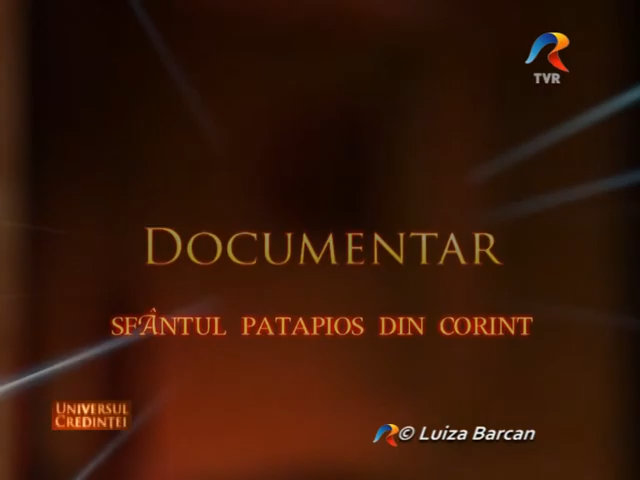 TVR
DOCUMENTAR
SFÂNTUL PATAPIOS DIN CORINT
UNIVERSUL
CREDINȚEI
© Luiza Barcan